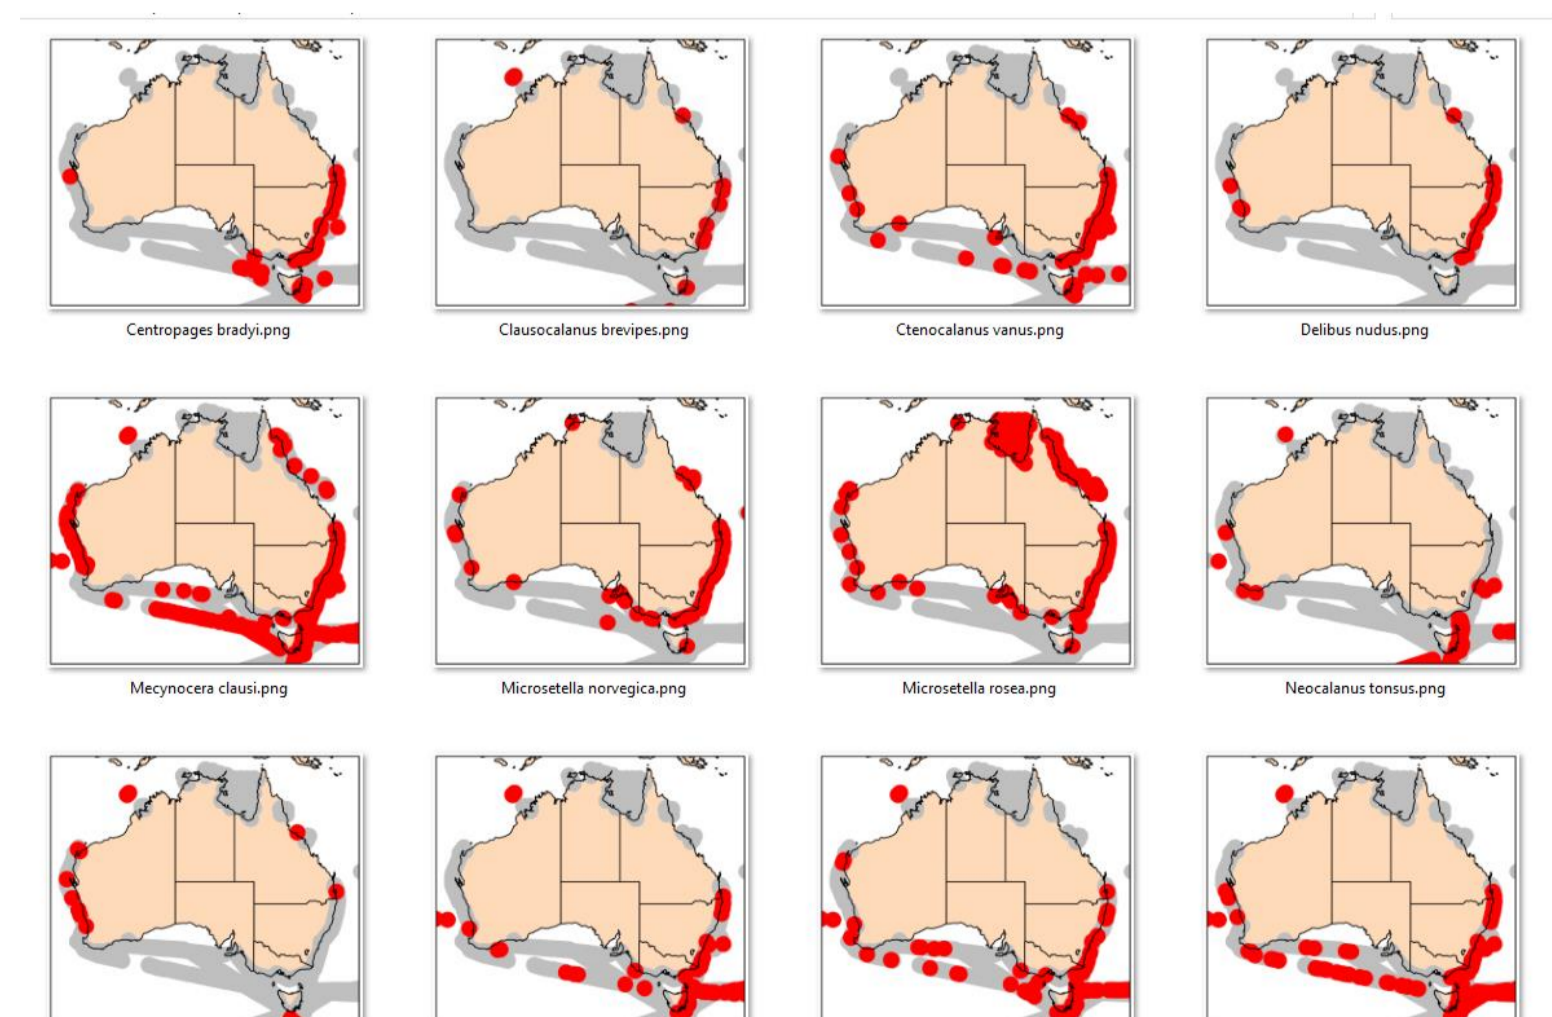 Centropages bradyi.png
Clausocalanus brevipes.png
Ctenocalanus vanus.png
Delibus nudus.png
Mecynocera clausi.png
Microsetella norvegica.png
Microsetella rosea.png
Neocalanus tonsus.png